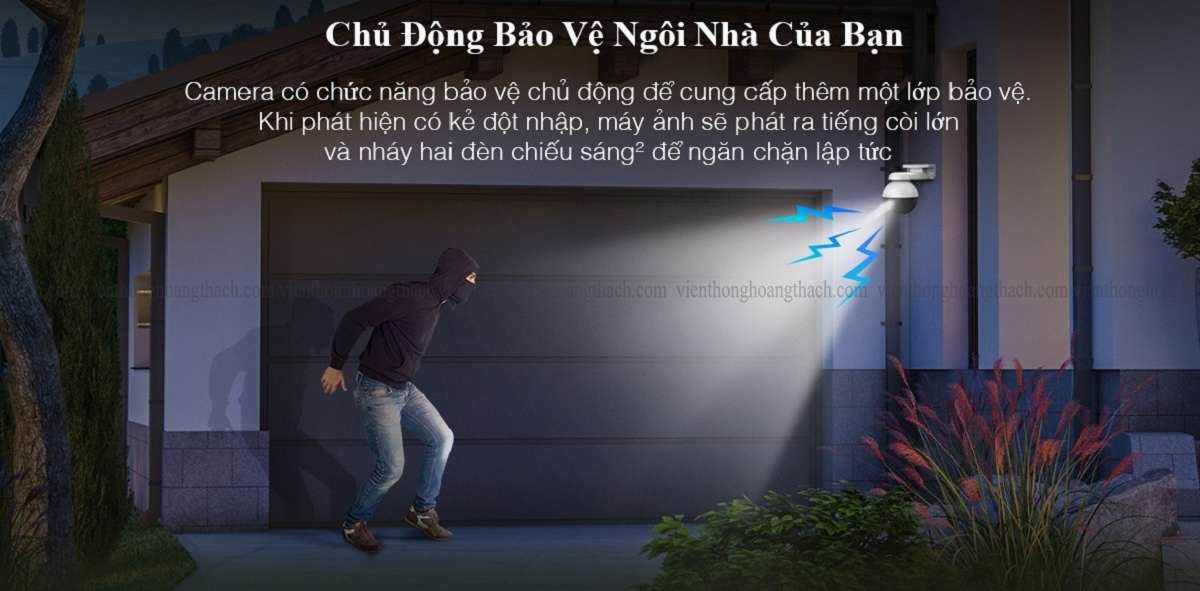 Chủ Động Bảo Vệ Ngôi Nhà Của Bạn
Camera có chức năng bảo vệ chủ động để cung cấp thêm một lớp bảo vệ.
Khi phát hiện có kẻ đột nhập, máy ảnh sẽ phát ra tiếng còi lớn
và nháy hai đèn chiếu sáng² để ngăn chặn lập tức
vienthonghoangthach.com vienthonghoangthach.com